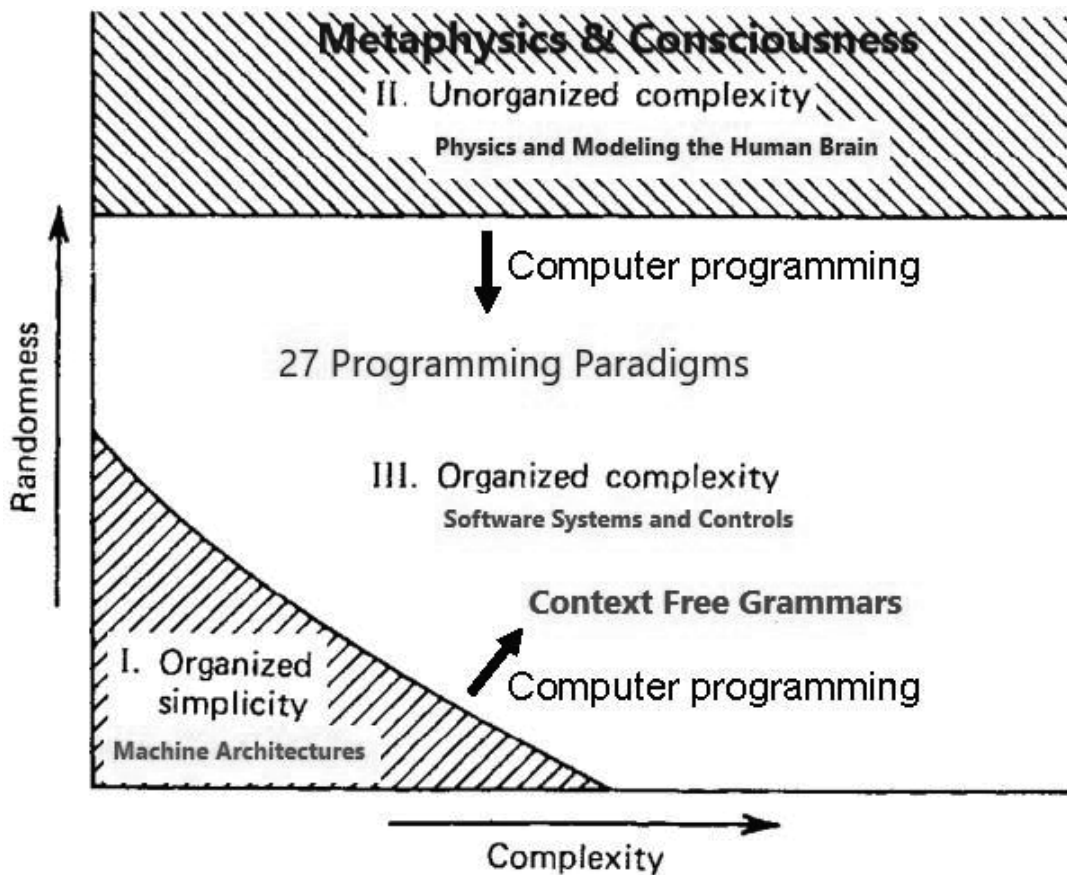 Metaphysics & Consciousness
II. Unorganized complexity
Physics and Modeling the Human Brain
Computer programming
27 Programming Paradigms
Randomness
III. Organized complexity
Software Systems and Controls
Context Free Grammars
I. Organized
simplicity
Computer programming
Machine Architectures
Complexity